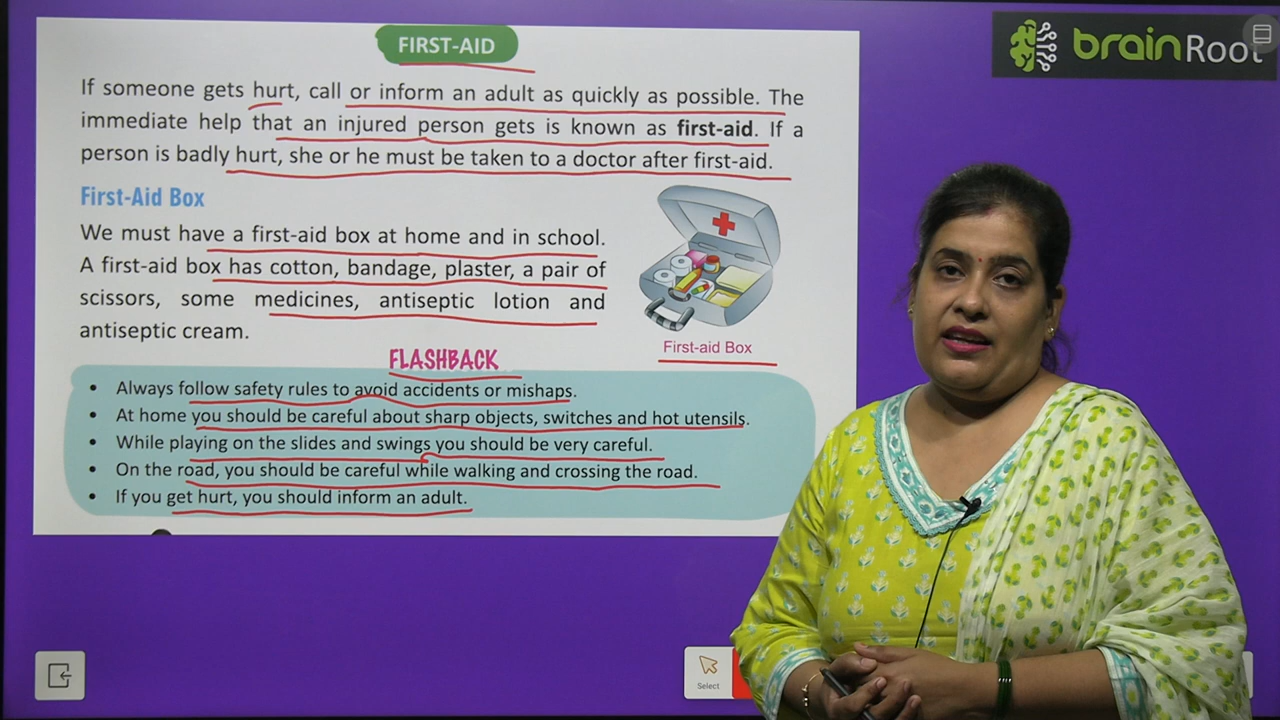 FIRST-AID
brainRoot
If someone gets hurt, call or inform an adult as quickly as possible. The
immediate help that an injured person gets is known as first-aid. If a
person is badly hurt, she or he must be taken to a doctor after first-aid.
First-Aid Box
We must have a first-aid box at home and in school.
A first-aid box has cotton, bandage, plaster, a pair of
scissors, some medicines, antiseptic lotion and
antiseptic cream.
First-aid Box
FLASHBACK
• Always follow safety rules to avoid accidents or mishaps.
• At home you should be careful about sharp objects, switches and hot utensils.
• While playing on the slides and swings you should be very careful.
• On the road, you should be careful while walking and crossing the road.
• If you get hurt, you should inform an adult.
Select